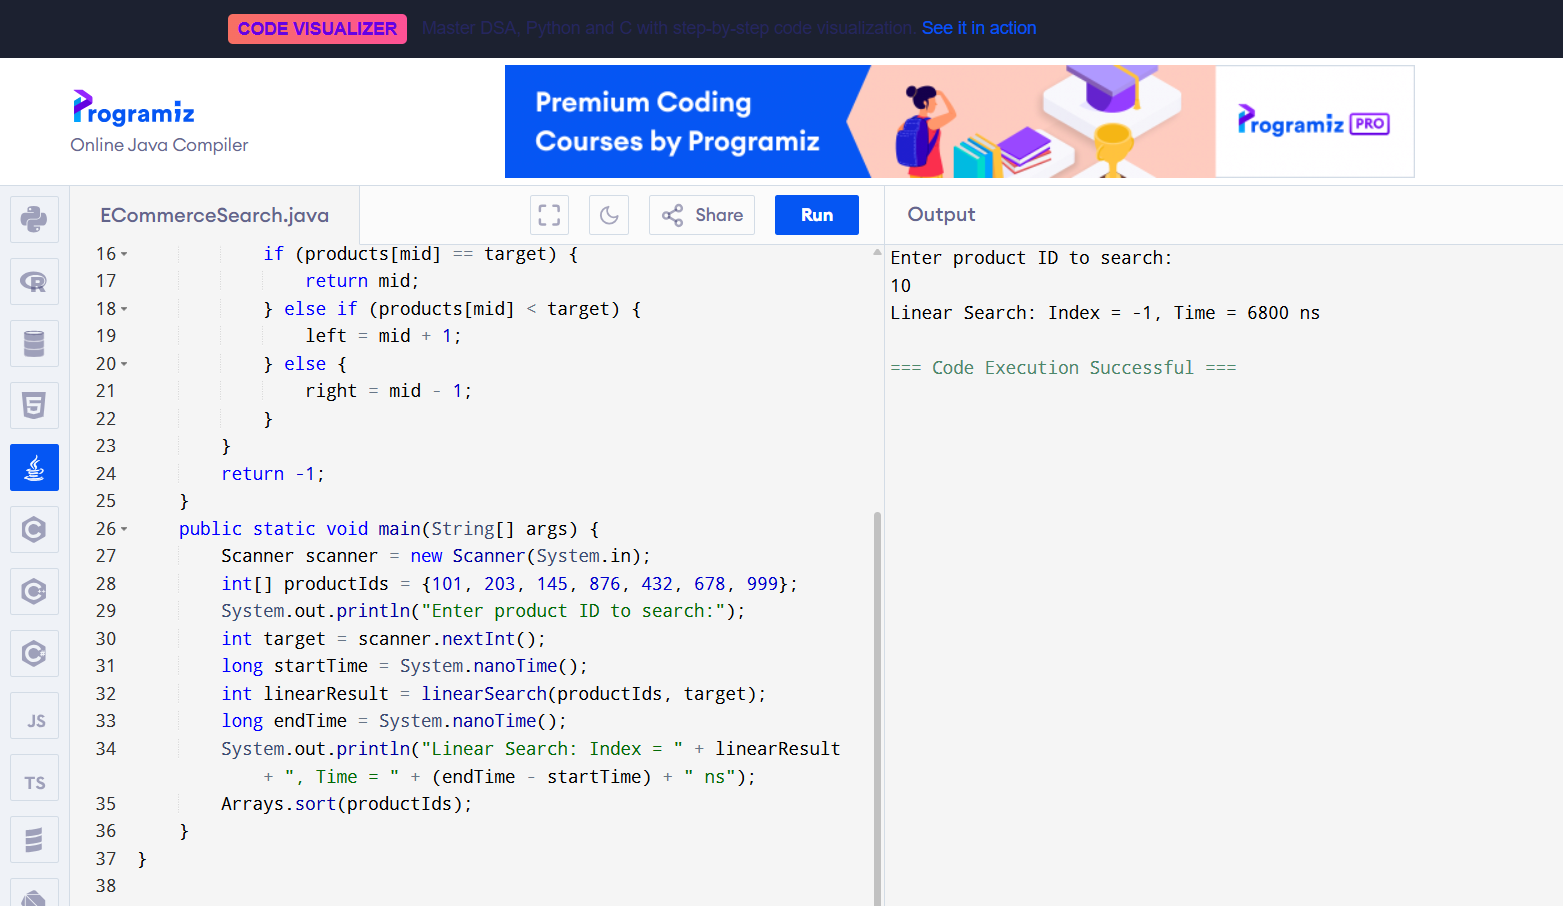 CODE VISUALIZER Master DSA, Python and C with step-by-step code visualization. See it in action
Programiz
Online Java Compiler
Premium Coding
Courses by Programiz
Programiz PRO
ECommerceSearch.java
Share
Run
Output
16 if (products[mid] == target) {
17 return mid;
18 } else if (products[mid] < target) {
19 left = mid + 1;
20 } else {
21 right = mid - 1;
22 }
23 }
24 return -1;
25 }
26 public static void main(String[] args) {
27 Scanner scanner = new Scanner(System.in);
28 int[] productIds = {101, 203, 145, 876, 432, 678, 999};
29 System.out.println("Enter product ID to search:");
30 int target = scanner.nextInt();
31 long startTime = System.nanoTime();
32 int linearResult = linearSearch(productIds, target);
33 long endTime = System.nanoTime();
34 System.out.println("Linear Search: Index = " + linearResult
+ ", Time = " + (endTime - startTime) + " ns");
35 Arrays.sort(productIds);
36 }
37 }
38
Enter product ID to search:
10
Linear Search: Index = -1, Time = 6800 ns
=== Code Execution Successful ===
R
5
C
C
C
JS
TS